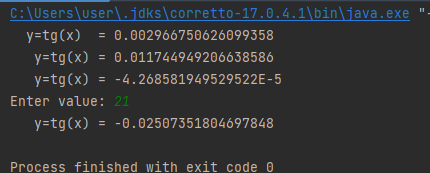 C:\Users\user\.jdks\corretto-17.0.4.1\bin\java.exe "-
y=tg(x)  = 0.002966750626099358
y=tg(x) = 0.011744949206638586
y=tg(x) = -4.268581949529522E-5
Enter value: 21
y=tg(x) = -0.02507351804697848
Process finished with exit code 0